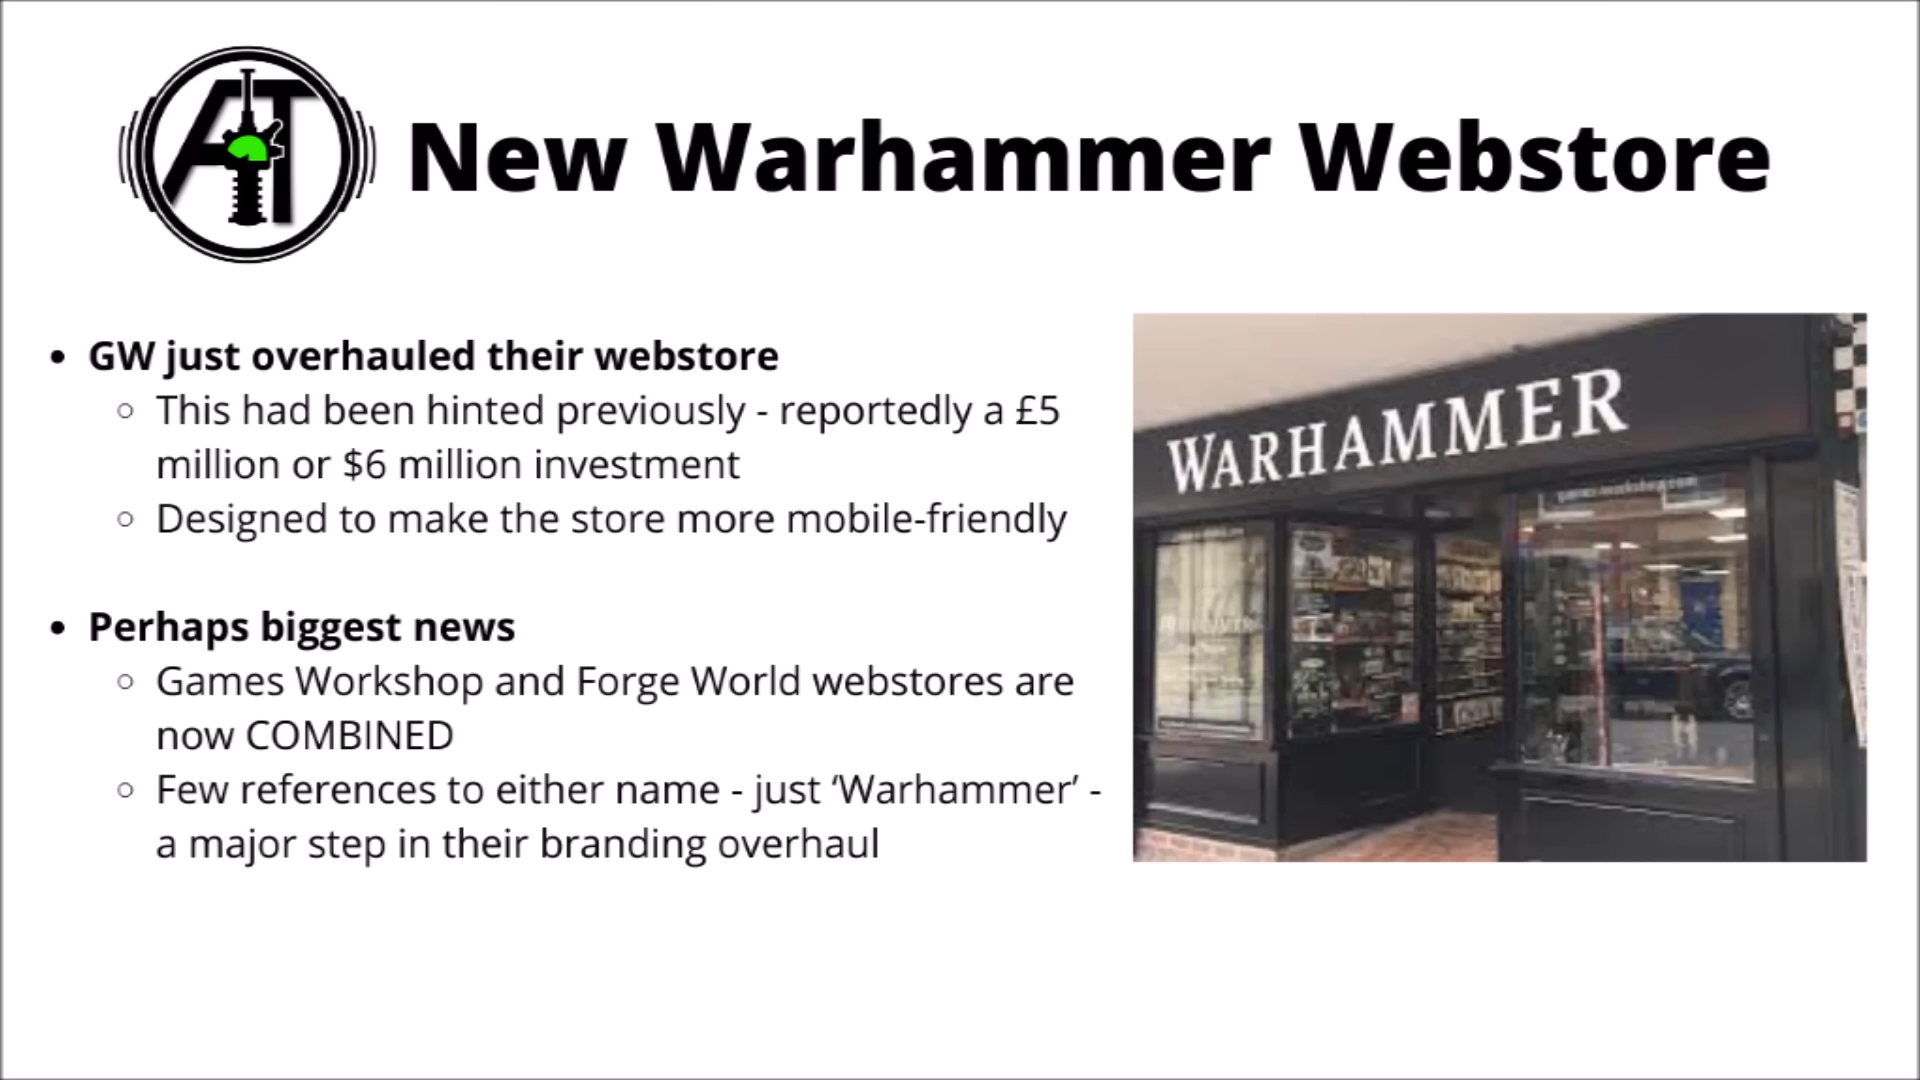 AT
New Warhammer Webstore
• GW just overhauled their webstore
○ This had been hinted previously - reportedly a £5
million or $6 million investment
○ Designed to make the store more mobile-friendly
• Perhaps biggest news
○ Games Workshop and Forge World webstores are
now COMBINED
○ Few references to either name - just ‘Warhammer’ -
a major step in their branding overhaul
WARHAMMER